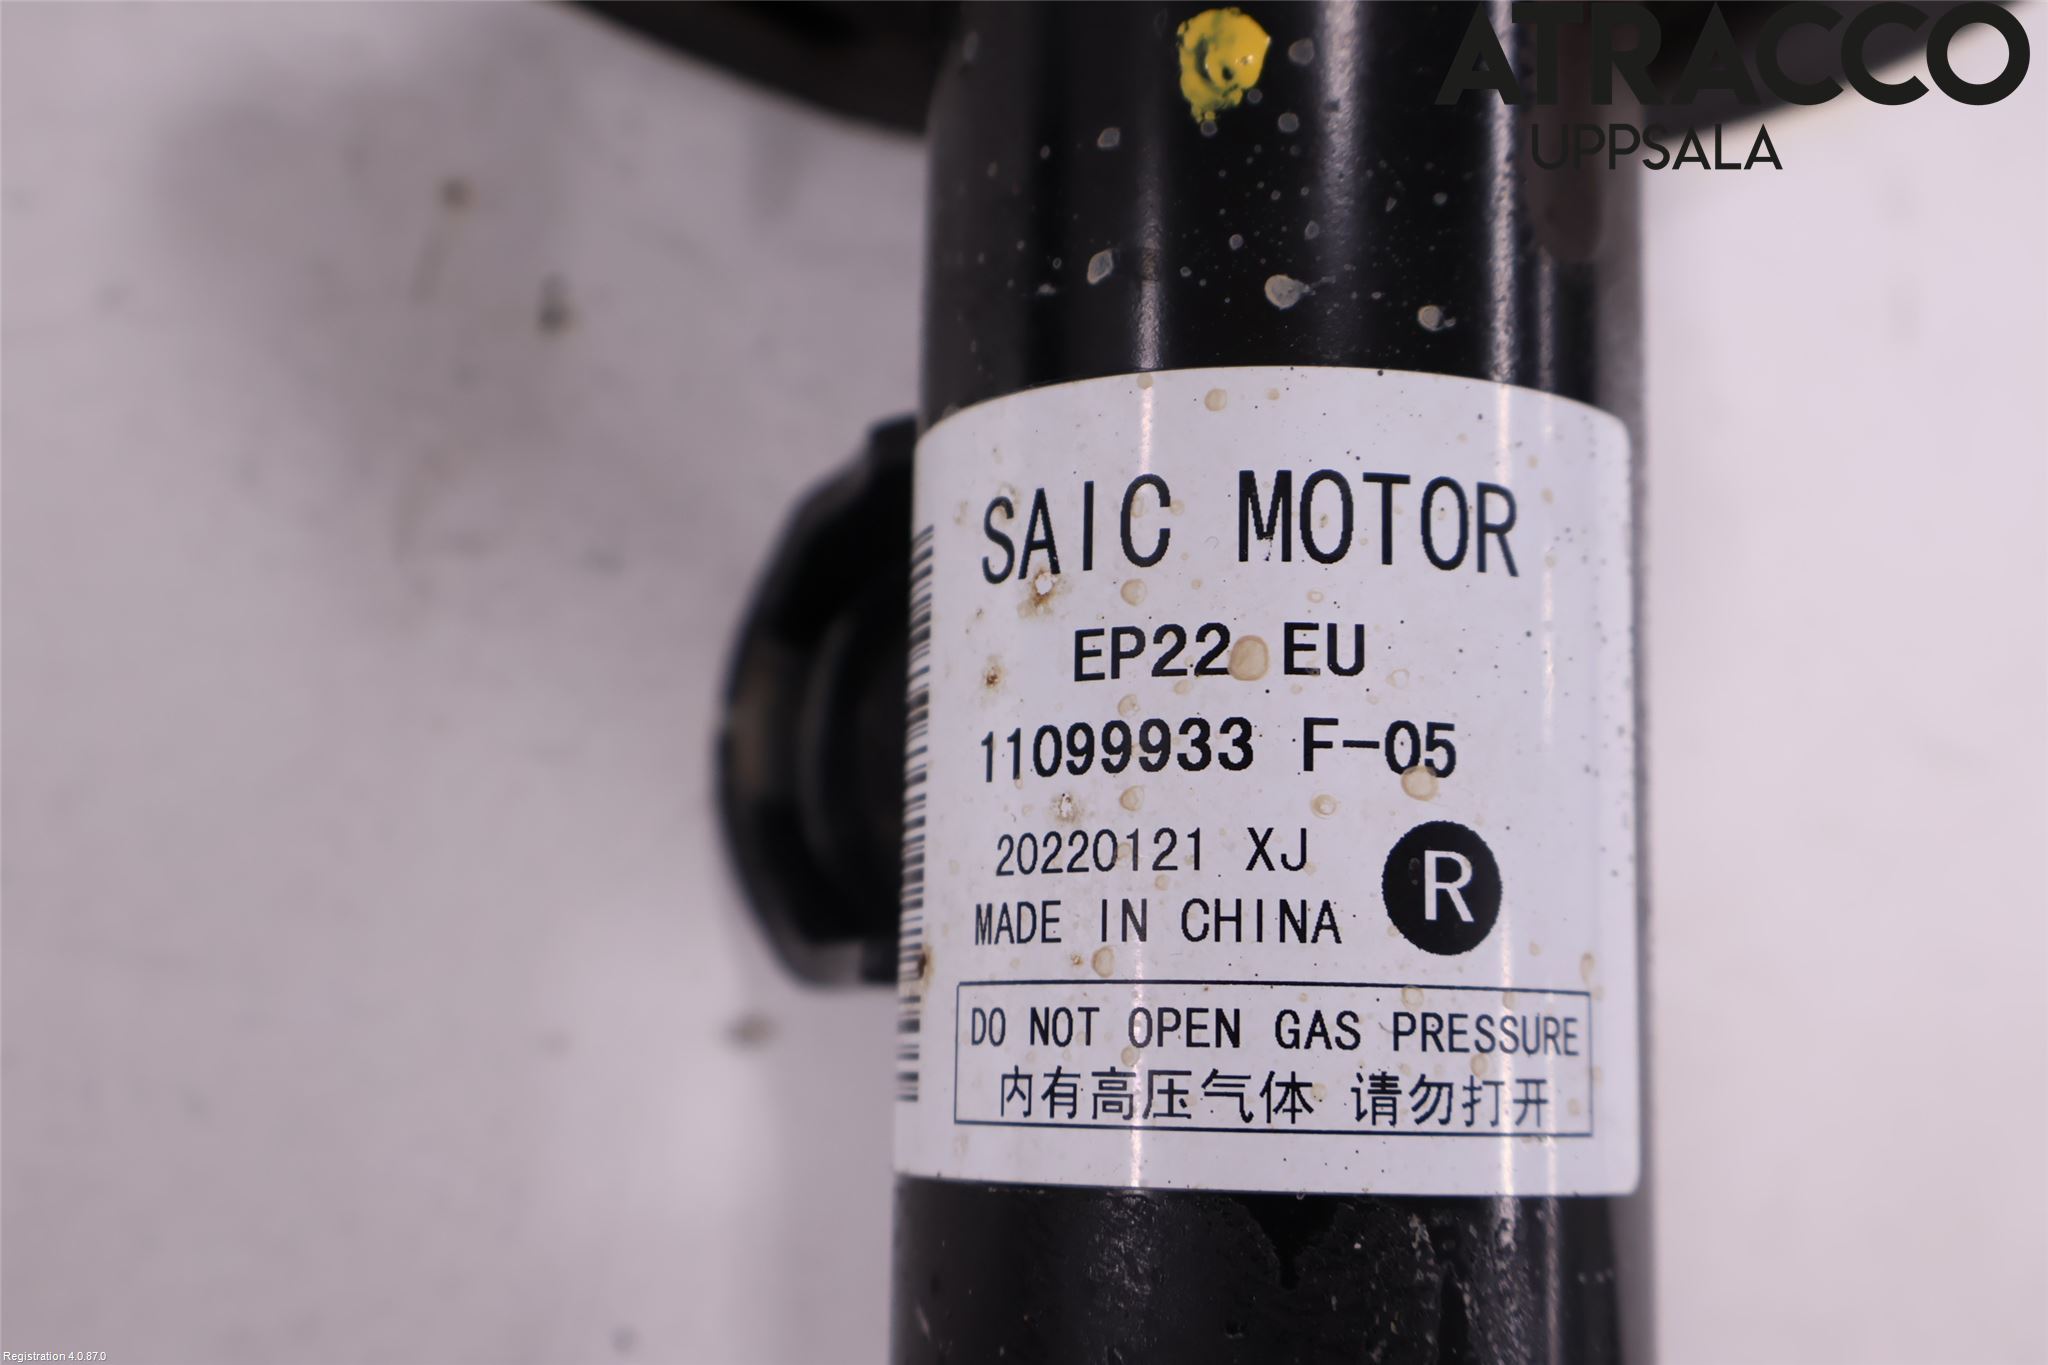 ATRACCO
UPPSALA
SAIC MOTOR
EP22 EU
11099933 F-05
20220121 XJ
R
MADE IN CHINA
DO NOT OPEN GAS PRESSURE
内有高压气体 请勿打开
Registration 4.0.87.0